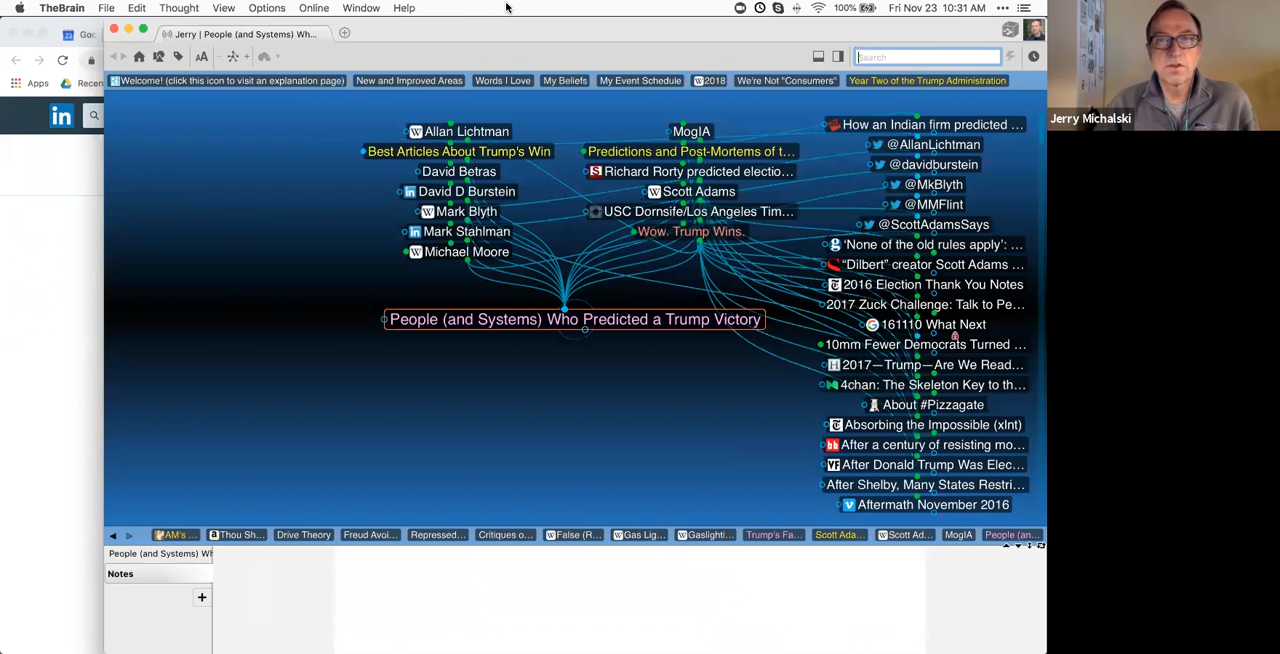 TheBrain File Edit Thought View Options Online Window Help 100% Fri Nov 23 10:31 AM
Jerry | People (and Systems) Wh...
Search
Apps
in
Welcome! (click this icon to visit an explanation page) New and Improved Areas Words I Love My Beliefs My Event Schedule 2018 We're Not "Consumers" Year Two of the Trump Administration
Jerry Michalski
Allan Lichtman
Best Articles About Trump's Win
David Betras
David D Burstein
Mark Blyth
Mark Stahlman
Michael Moore
MogIA
Predictions and Post-Mortems of t...
Richard Rorty predicted electio...
Scott Adams
USC Dornsife/Los Angeles Tim...
Wow. Trump Wins.
People (and Systems) Who Predicted a Trump Victory
How an Indian firm predicted ...
@AllanLichtman
@davidburstein
@MkBlyth
@MMFlint
@ScottAdamsSays
'None of the old rules apply': ...
"Dilbert" creator Scott Adams ...
2016 Election Thank You Notes
2017 Zuck Challenge: Talk to Pe...
161110 What Next
10mm Fewer Democrats Turned ...
2017—Trump—Are We Read...
4chan: The Skeleton Key to th...
About #Pizzagate
Absorbing the Impossible (xlnt)
After a century of resisting mo...
After Donald Trump Was Elec...
After Shelby, Many States Restri...
Aftermath November 2016
AM's ... Thou Sh... Drive Theory Freud Avoi... Repressed... Critiques o... False (R... Gas Lig... Gaslighti... Trump's Fa... Scott Ada... Scott Ad... MogIA People (an...
People (and Systems) Wh
Notes